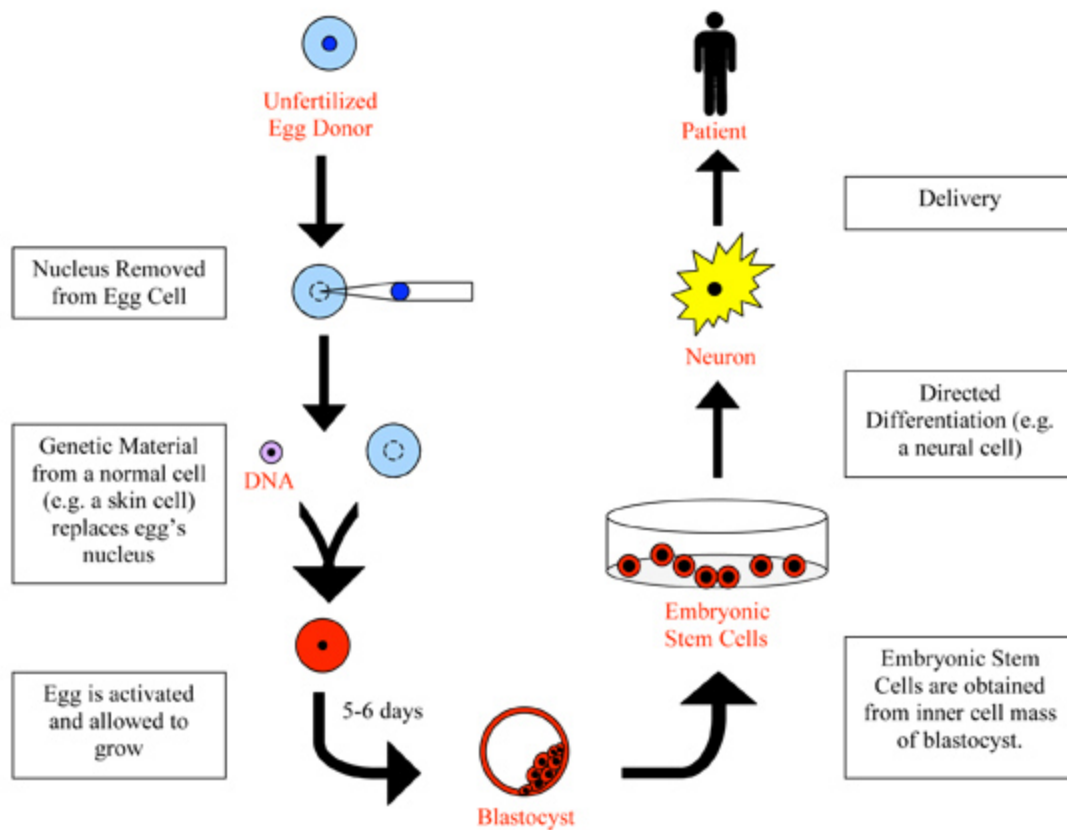 Unfertilized
Egg Donor
Nucleus Removed
from Egg Cell
Genetic Material
from a normal cell
(e.g. a skin cell)
replaces egg's
nucleus
DNA
Egg is activated
and allowed to
grow
5-6 days
Blastocyst
Embryonic Stem
Cells are obtained
from inner cell mass
of blastocyst.
Embryonic
Stem Cells
Directed
Differentiation (e.g.
a neural cell)
Neuron
Delivery
Patient